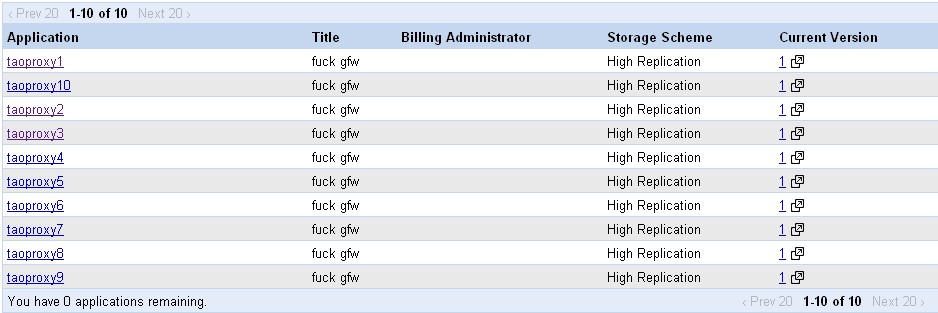 ‹ Prev 20 1-10 of 10 Next 20 ›
Application Title Billing Administrator Storage Scheme Current Version
taoproxy1 fuck gfw High Replication 1
taoproxy10 fuck gfw High Replication 1
taoproxy2 fuck gfw High Replication 1
taoproxy3 fuck gfw High Replication 1
taoproxy4 fuck gfw High Replication 1
taoproxy5 fuck gfw High Replication 1
taoproxy6 fuck gfw High Replication 1
taoproxy7 fuck gfw High Replication 1
taoproxy8 fuck gfw High Replication 1
taoproxy9 fuck gfw High Replication 1
You have 0 applications remaining. ‹ Prev 20 1-10 of 10 Next 20 ›